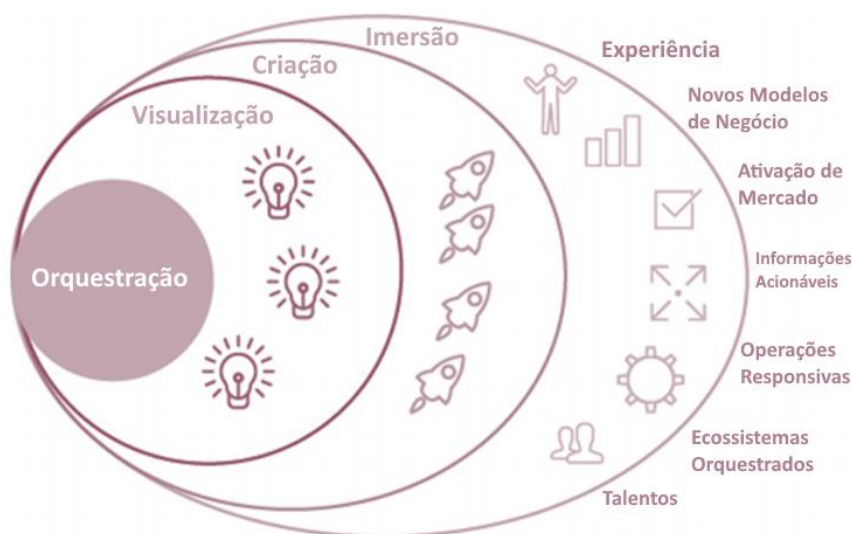 Imersão
Criação
Visualização
Orquestração
Experiência
Novos Modelos
de Negócio
Ativação de
Mercado
Informações
Acionáveis
Operações
Responsivas
Ecossistemas
Orquestrados
Talentos